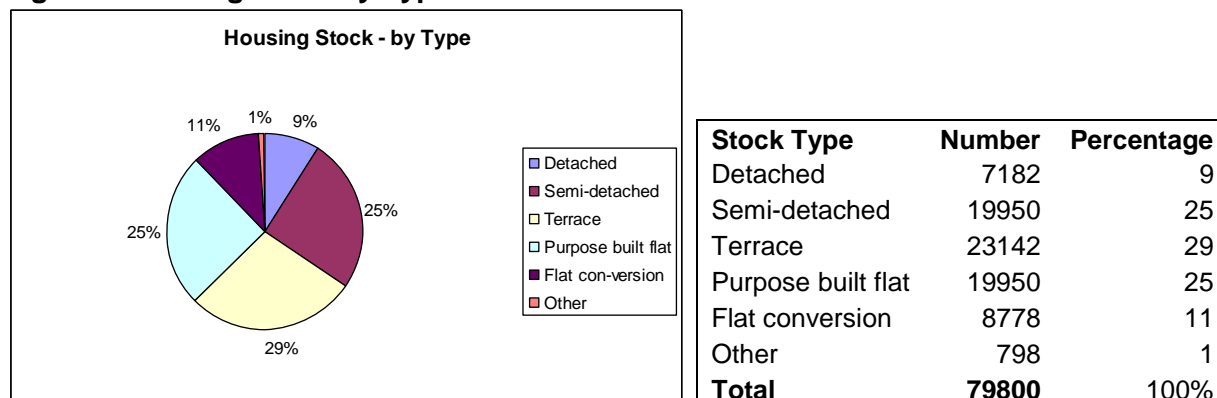 Housing Stock - by Type
11%
1%
9%
25%
25%
29%
Detached
Semi-detached
Terrace
Purpose built flat
Flat con-version
Other
Stock Type Number Percentage
Detached 7182 9
Semi-detached 19950 25
Terrace 23142 29
Purpose built flat 19950 25
Flat conversion 8778 11
Other 798 1
Total 79800 100%